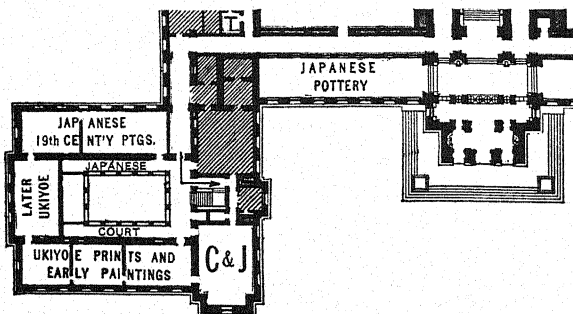 T
JAPANESE
POTTERY
JAPANESE
19th CENT'Y PTGS.
JAPANESE
LATER
UKIYOE
COURT
UKIYOE PRINTS AND
EARLY PAINTINGS
C & J